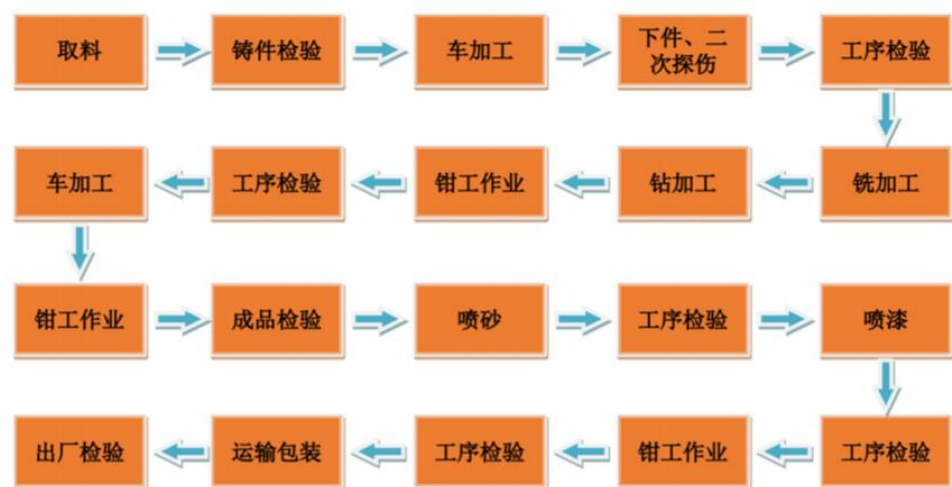 取料
铸件检验
车加工
下件、二
次探伤
工序检验
车加工
工序检验
钳工作业
钻加工
铣加工
钳工作业
成品检验
喷砂
工序检验
喷漆
出厂检验
运输包装
工序检验
钳工作业
工序检验